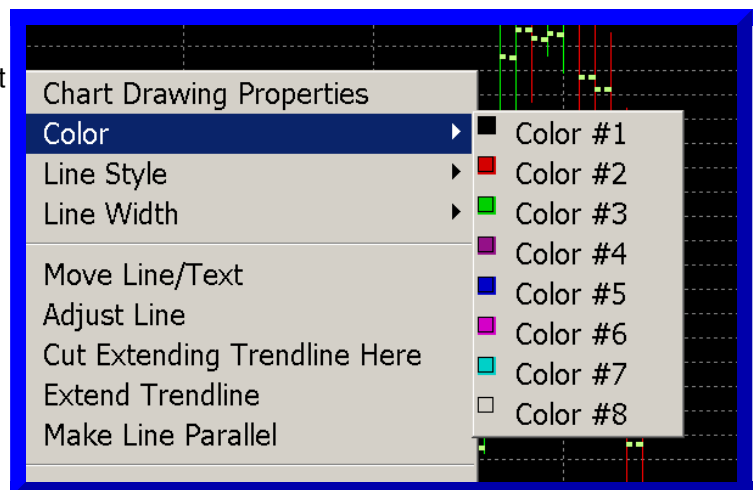 t
Chart Drawing Properties
Color
Line Style
Line Width
Move Line/Text
Adjust Line
Cut Extending Trendline Here
Extend Trendline
Make Line Parallel
Color #1
Color #2
Color #3
Color #4
Color #5
Color #6
Color #7
Color #8